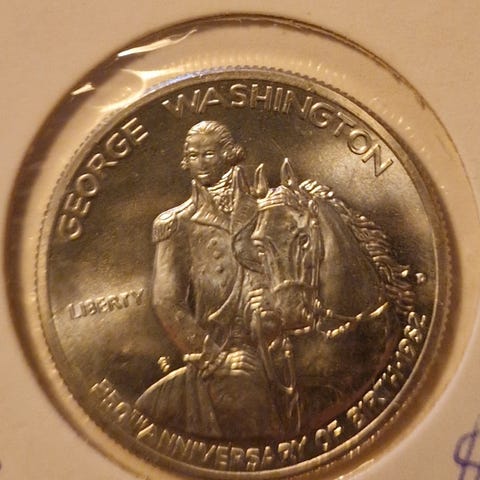 GEORGE WASHINGTON
LIBERTY
250TH ANNIVERSARY OF BIRTH·1982
$